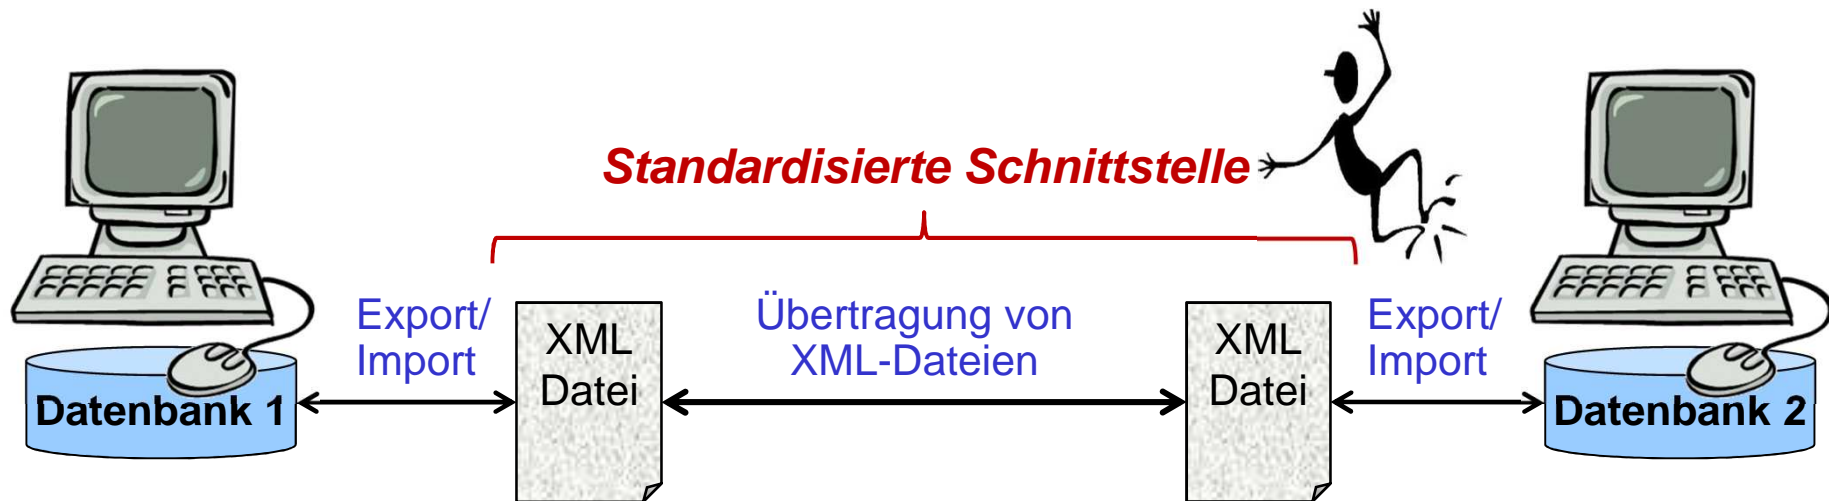 Standardisierte Schnittstelle
Export/
Import
XML
Datei
Übertragung von
XML-Dateien
XML
Datei
Export/
Import
Datenbank 1
Datenbank 2